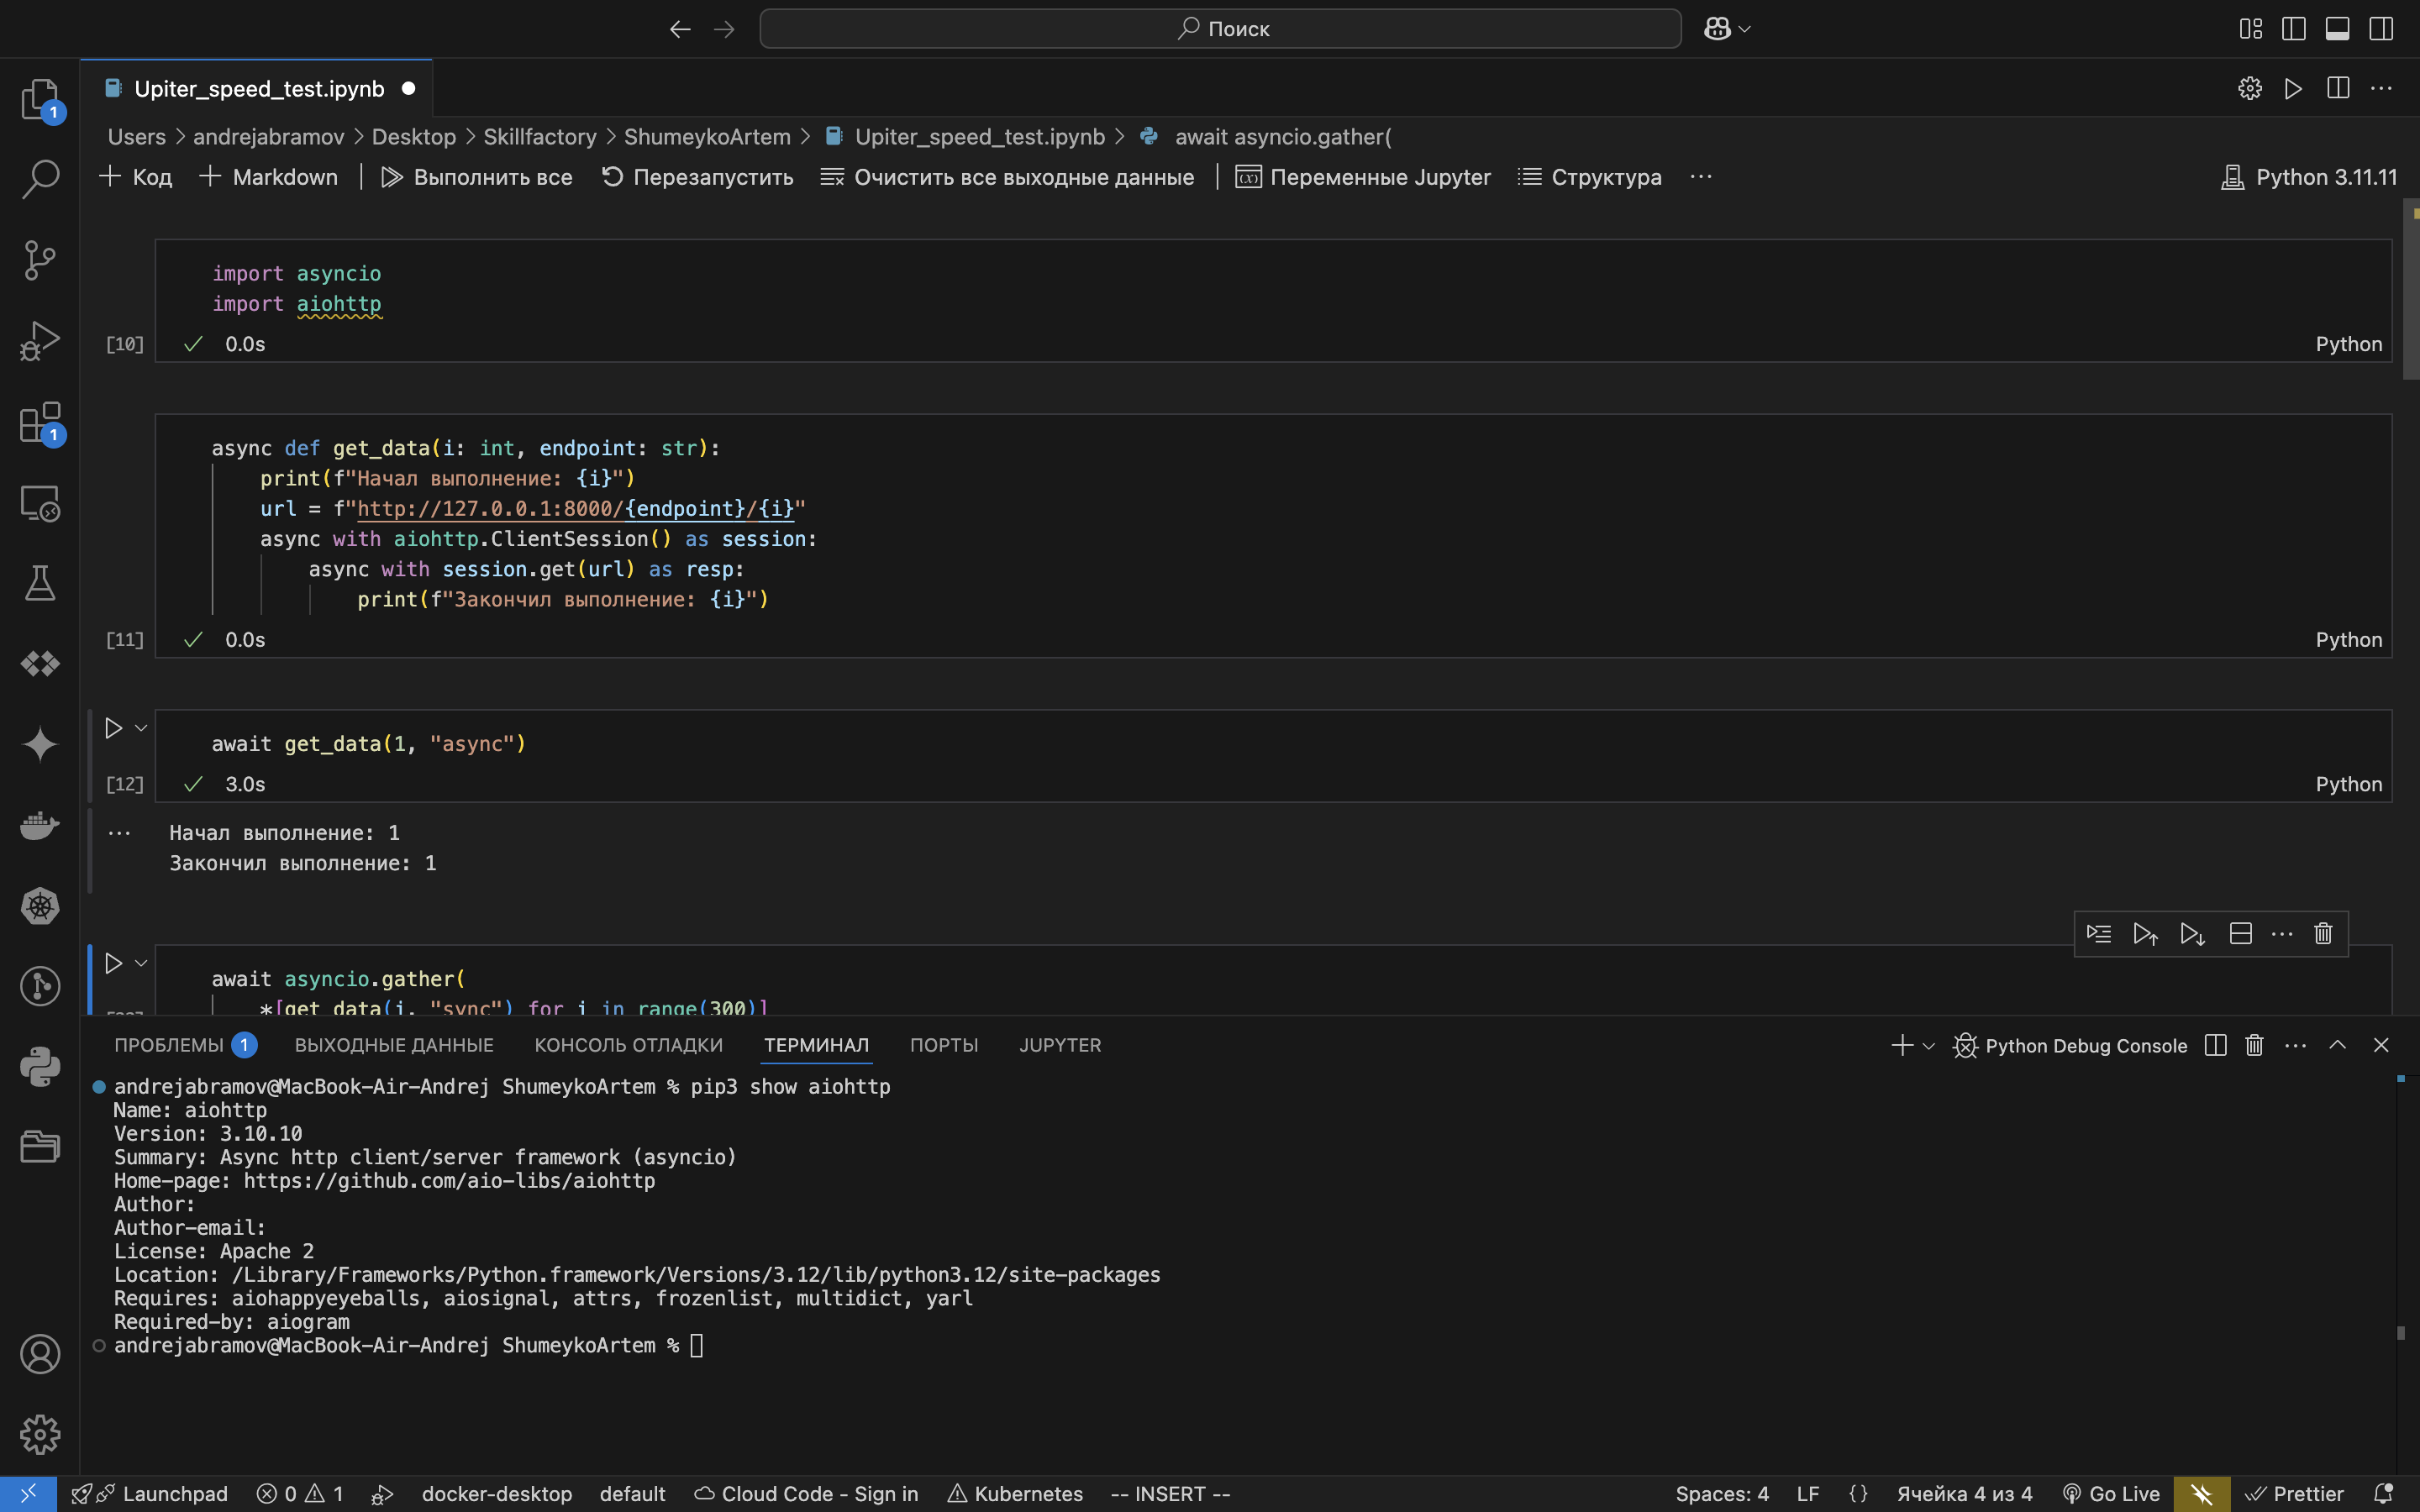 Поиск
Upiter_speed_test.ipynb
Users > andrejabramov > Desktop > Skillfactory > ShumeykoArtem > Upiter_speed_test.ipynb > await asyncio.gather(
Код Markdown Выполнить все Перезапустить Очистить все выходные данные Переменные Jupyter Структура ... Python 3.11.11
import asyncio
import aiohttp
[10] 0.0s Python
async def get_data(i: int, endpoint: str):
print(f"Начал выполнение: {i}")
url = f"http://127.0.0.1:8000/{endpoint}/{i}"
async with aiohttp.ClientSession() as session:
async with session.get(url) as resp:
print(f"Закончил выполнение: {i}")
[11] 0.0s Python
await get_data(1, "async")
[12] 3.0s Python
Начал выполнение: 1
Закончил выполнение: 1
await asyncio.gather(
*[get_data(i, "sync") for i in range(300)]
ПРОБЛЕМЫ 1 ВЫХОДНЫЕ ДАННЫЕ КОНСОЛЬ ОТЛАДКИ ТЕРМИНАЛ ПОРТЫ JUPYTER Python Debug Console
andrejabramov@MacBook-Air-Andrej ShumeykoArtem % pip3 show aiohttp
Name: aiohttp
Version: 3.10.10
Summary: Async http client/server framework (asyncio)
Home-page: https://github.com/aio-libs/aiohttp
Author:
Author-email:
License: Apache 2
Location: /Library/Frameworks/Python.framework/Versions/3.12/lib/python3.12/site-packages
Requires: aiohappyeyeballs, aiosignal, attrs, frozenlist, multidict, yarl
Required-by: aiogram
andrejabramov@MacBook-Air-Andrej ShumeykoArtem %
1
1
Launchpad 0 1 docker-desktop default Cloud Code - Sign in Kubernetes -- INSERT -- Spaces: 4 LF {} Ячейка 4 из 4 Go Live Prettier